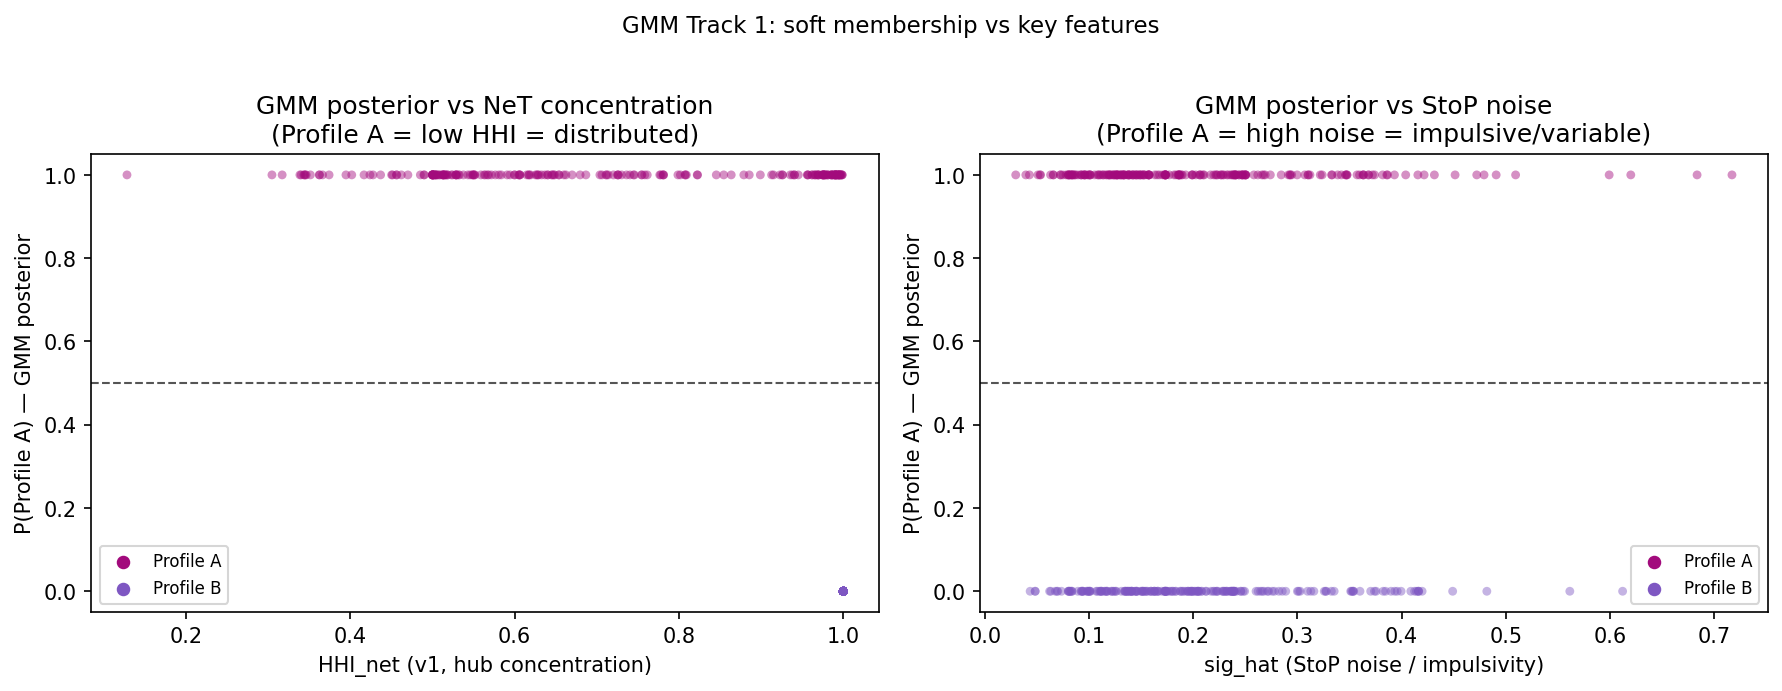 GMM Track 1: soft membership vs key features
GMM posterior vs NeT concentration
(Profile A = low HHI = distributed)
P(Profile A) — GMM posterior
1.0
0.8
0.6
0.4
0.2
0.0
Profile A
Profile B
0.2 0.4 0.6 0.8 1.0
HHI_net (v1, hub concentration)
GMM posterior vs StoP noise
(Profile A = high noise = impulsive/variable)
P(Profile A) — GMM posterior
1.0
0.8
0.6
0.4
0.2
0.0
Profile A
Profile B
0.0 0.1 0.2 0.3 0.4 0.5 0.6 0.7
sig_hat (StoP noise / impulsivity)